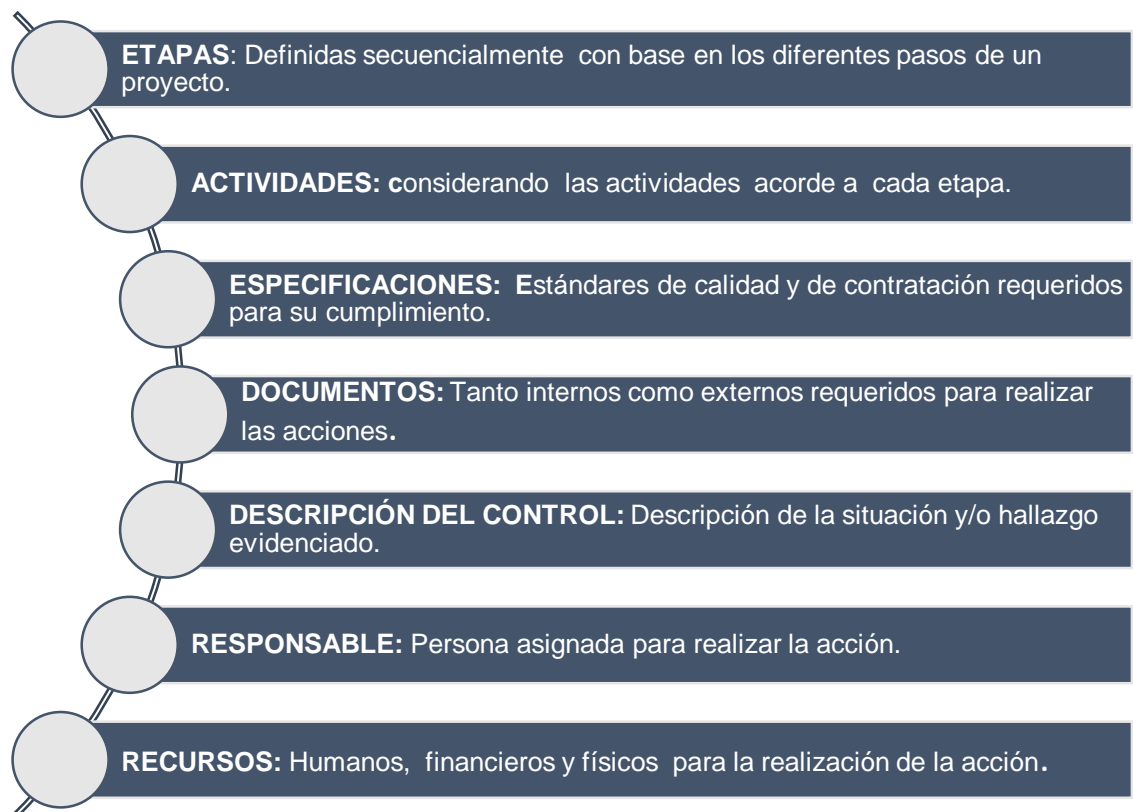 ETAPAS: Definidas secuencialmente con base en los diferentes pasos de un
proyecto.
ACTIVIDADES: considerando las actividades acorde a cada etapa.
ESPECIFICACIONES: Estándares de calidad y de contratación requeridos
para su cumplimiento.
DOCUMENTOS: Tanto internos como externos requeridos para realizar
las acciones.
DESCRIPCIÓN DEL CONTROL: Descripción de la situación y/o hallazgo
evidenciado.
RESPONSABLE: Persona asignada para realizar la acción.
RECURSOS: Humanos, financieros y físicos para la realización de la acción.